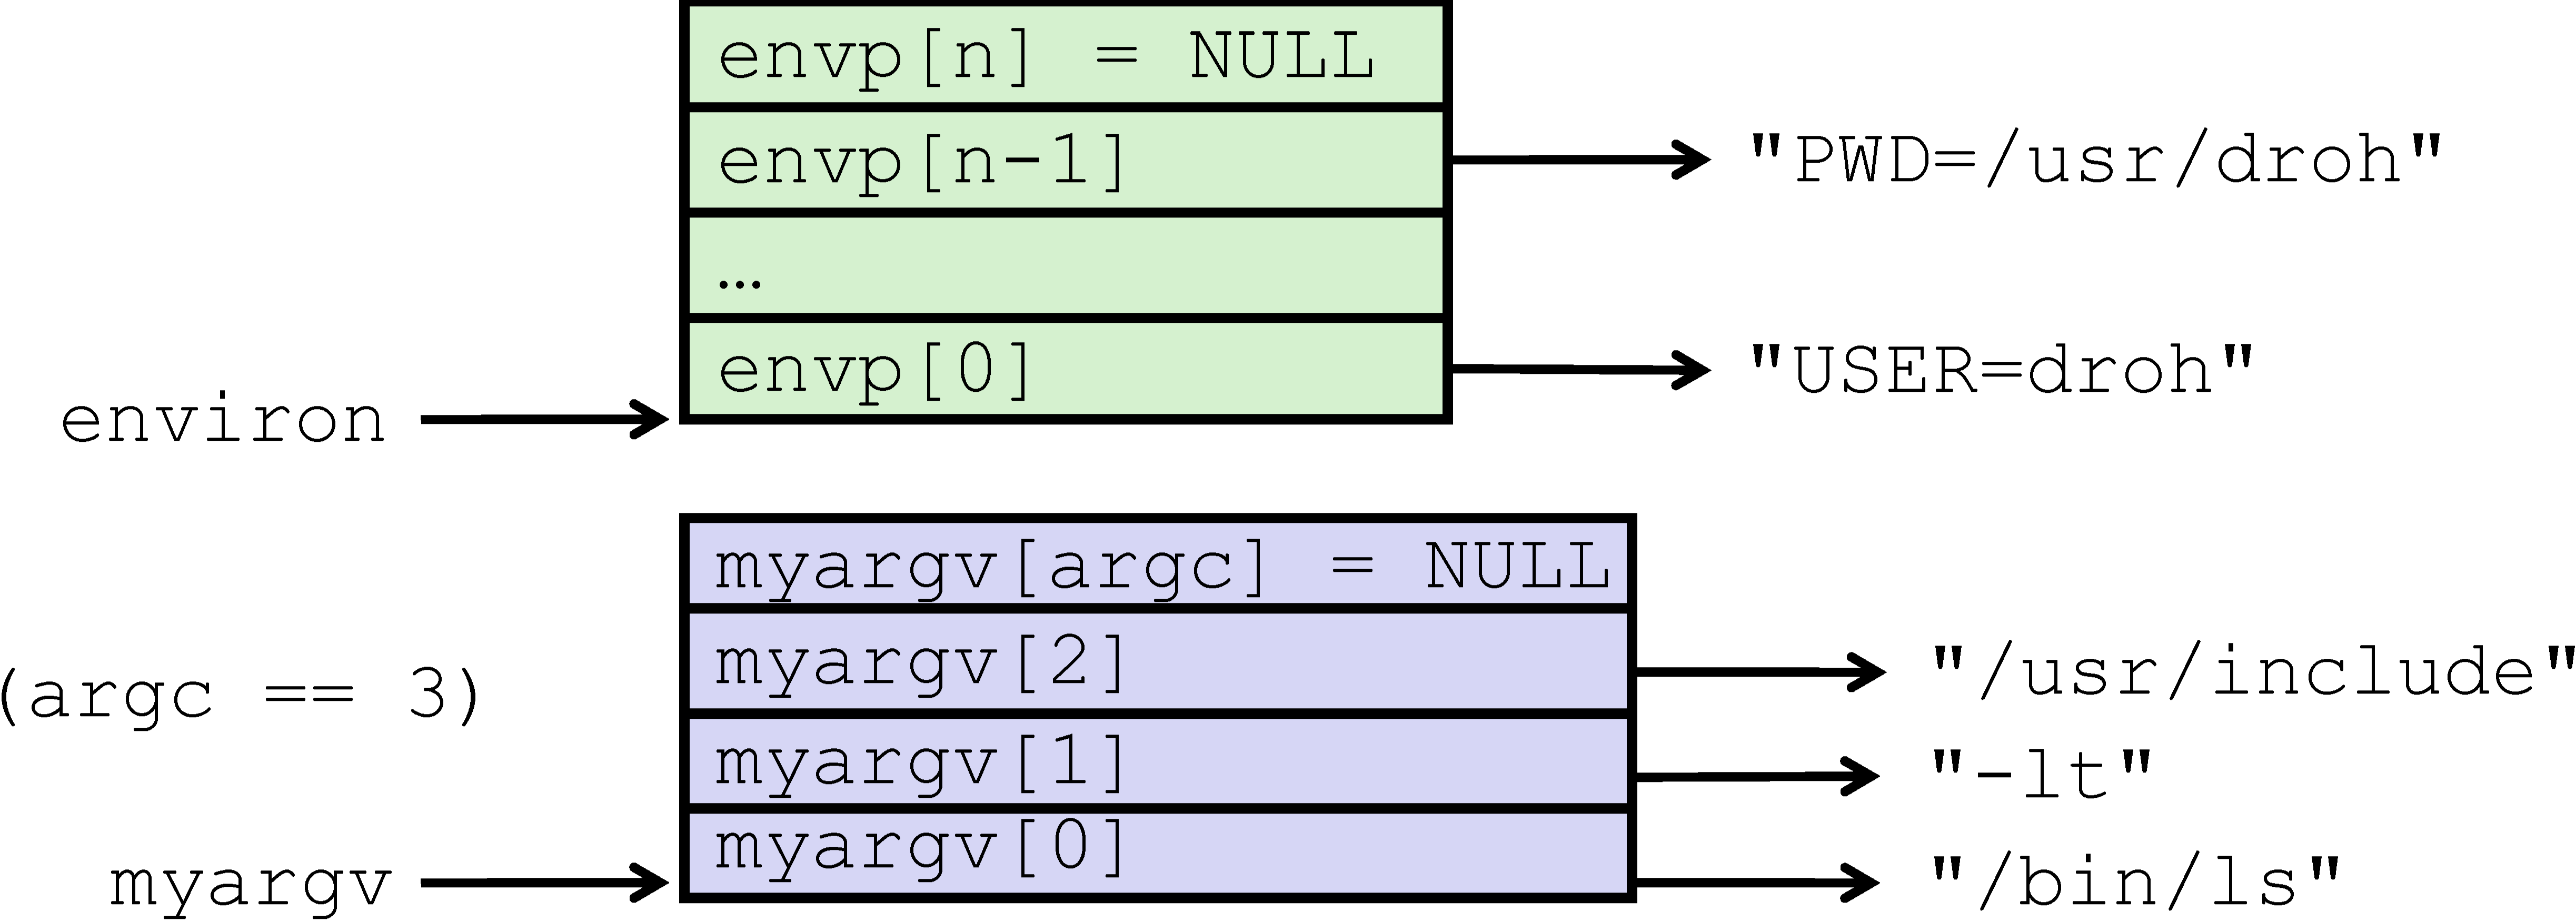 envp[n] = NULL
envp[n-1]
"PWD=/usr/droh"
…
envp[0]
"USER=droh"
environ
myargv[argc] = NULL
myargv[2]
"/usr/include"
(argc == 3)
myargv[1]
"-lt"
myargv[0]
"/bin/ls"
myargv